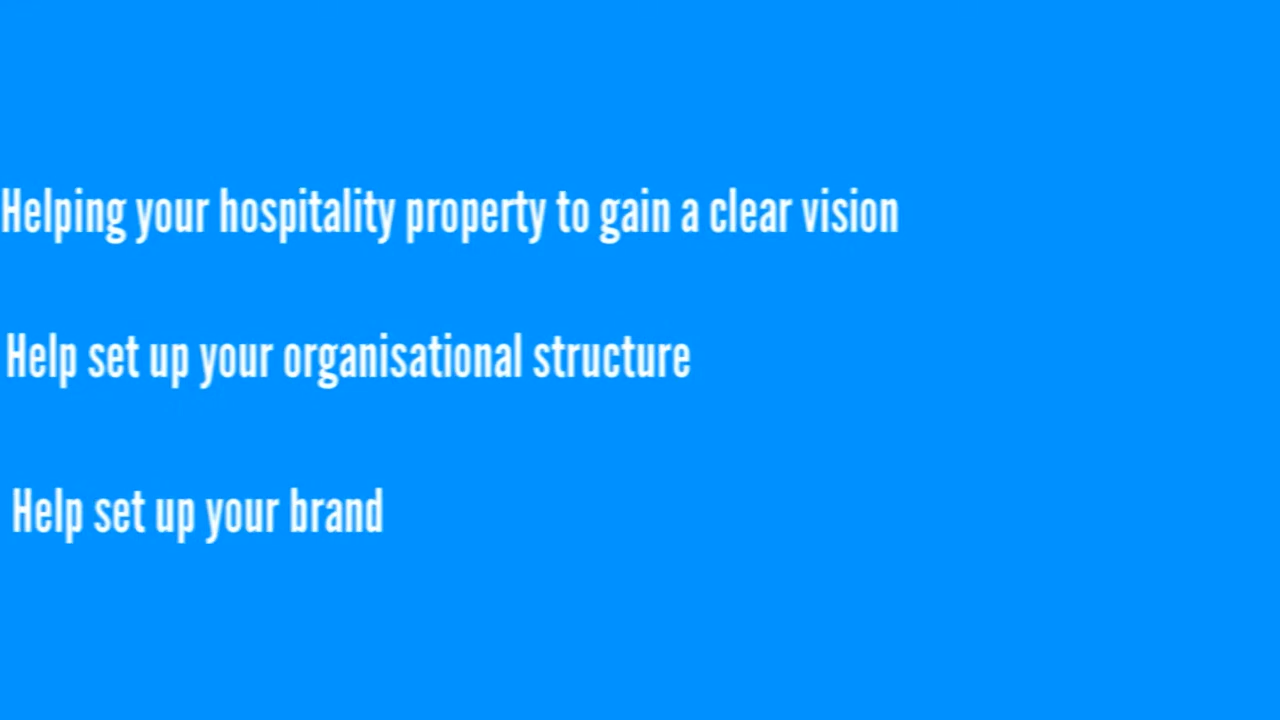 Helping your hospitality property to gain a clear vision
Help set up your organisational structure
Help set up your brand